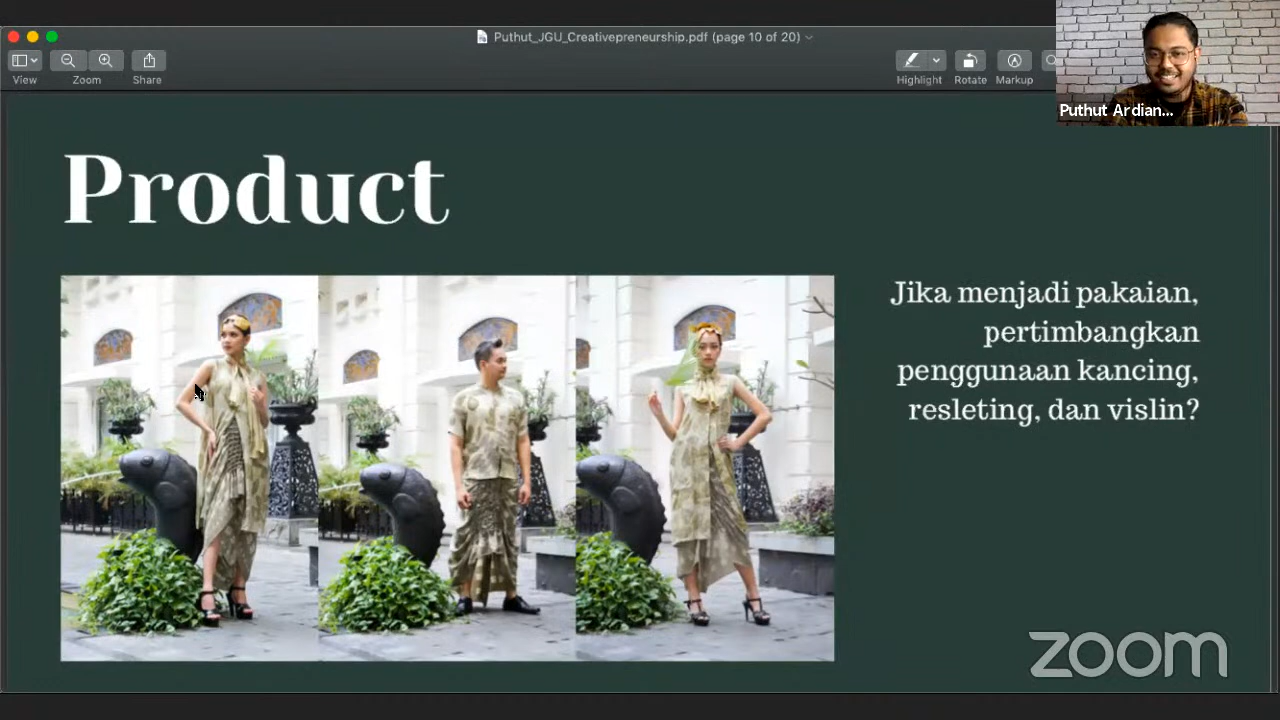 Puthut_JGU_Creativepreneurship.pdf (page 10 of 20)
View
Zoom
Share
Highlight
Rotate
Markup
Puthut Ardian...
Product
Jika menjadi pakaian,
pertimbangkan
penggunaan kancing,
resleting, dan vislin?
zoom